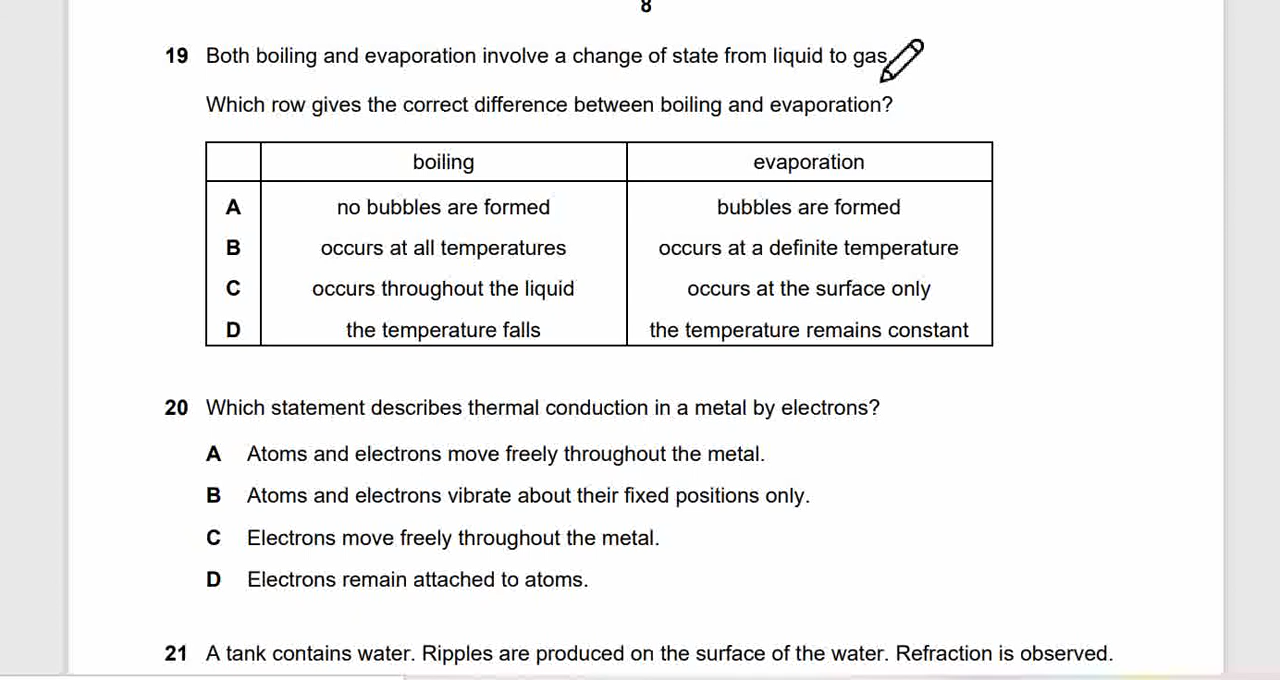 8
19 Both boiling and evaporation involve a change of state from liquid to gas
Which row gives the correct difference between boiling and evaporation?
boiling evaporation
A no bubbles are formed bubbles are formed
B occurs at all temperatures occurs at a definite temperature
C occurs throughout the liquid occurs at the surface only
D the temperature falls the temperature remains constant
20 Which statement describes thermal conduction in a metal by electrons?
A Atoms and electrons move freely throughout the metal.
B Atoms and electrons vibrate about their fixed positions only.
C Electrons move freely throughout the metal.
D Electrons remain attached to atoms.
21 A tank contains water. Ripples are produced on the surface of the water. Refraction is observed.